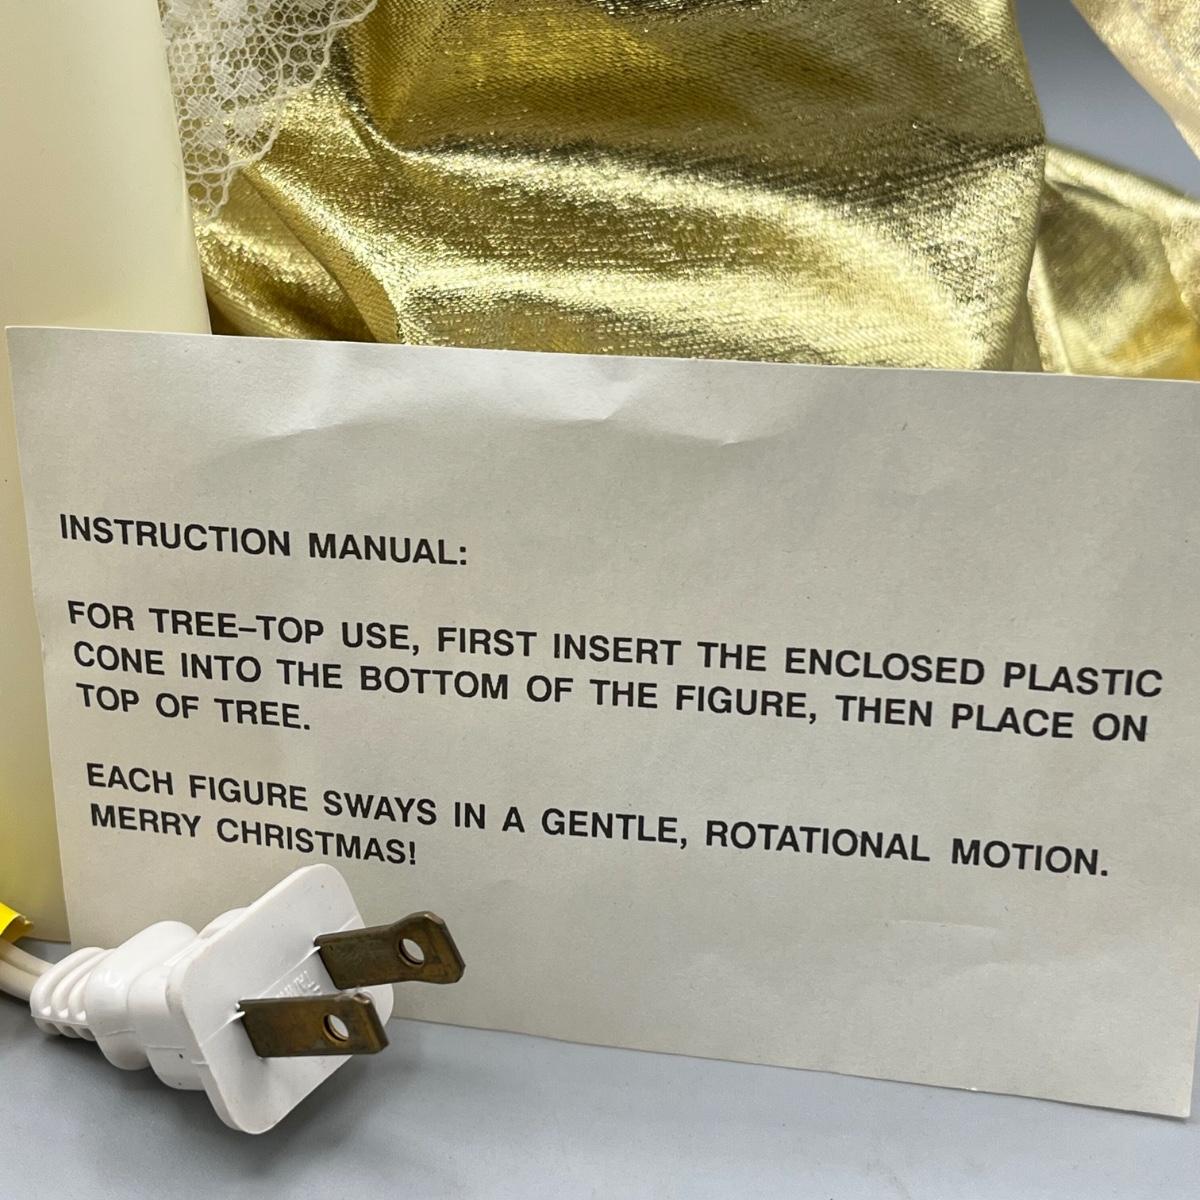 INSTRUCTION MANUAL:
FOR TREE–TOP USE, FIRST INSERT THE ENCLOSED PLASTIC
CONE INTO THE BOTTOM OF THE FIGURE, THEN PLACE ON
TOP OF TREE.
EACH FIGURE SWAYS IN A GENTLE, ROTATIONAL MOTION.
MERRY CHRISTMAS!